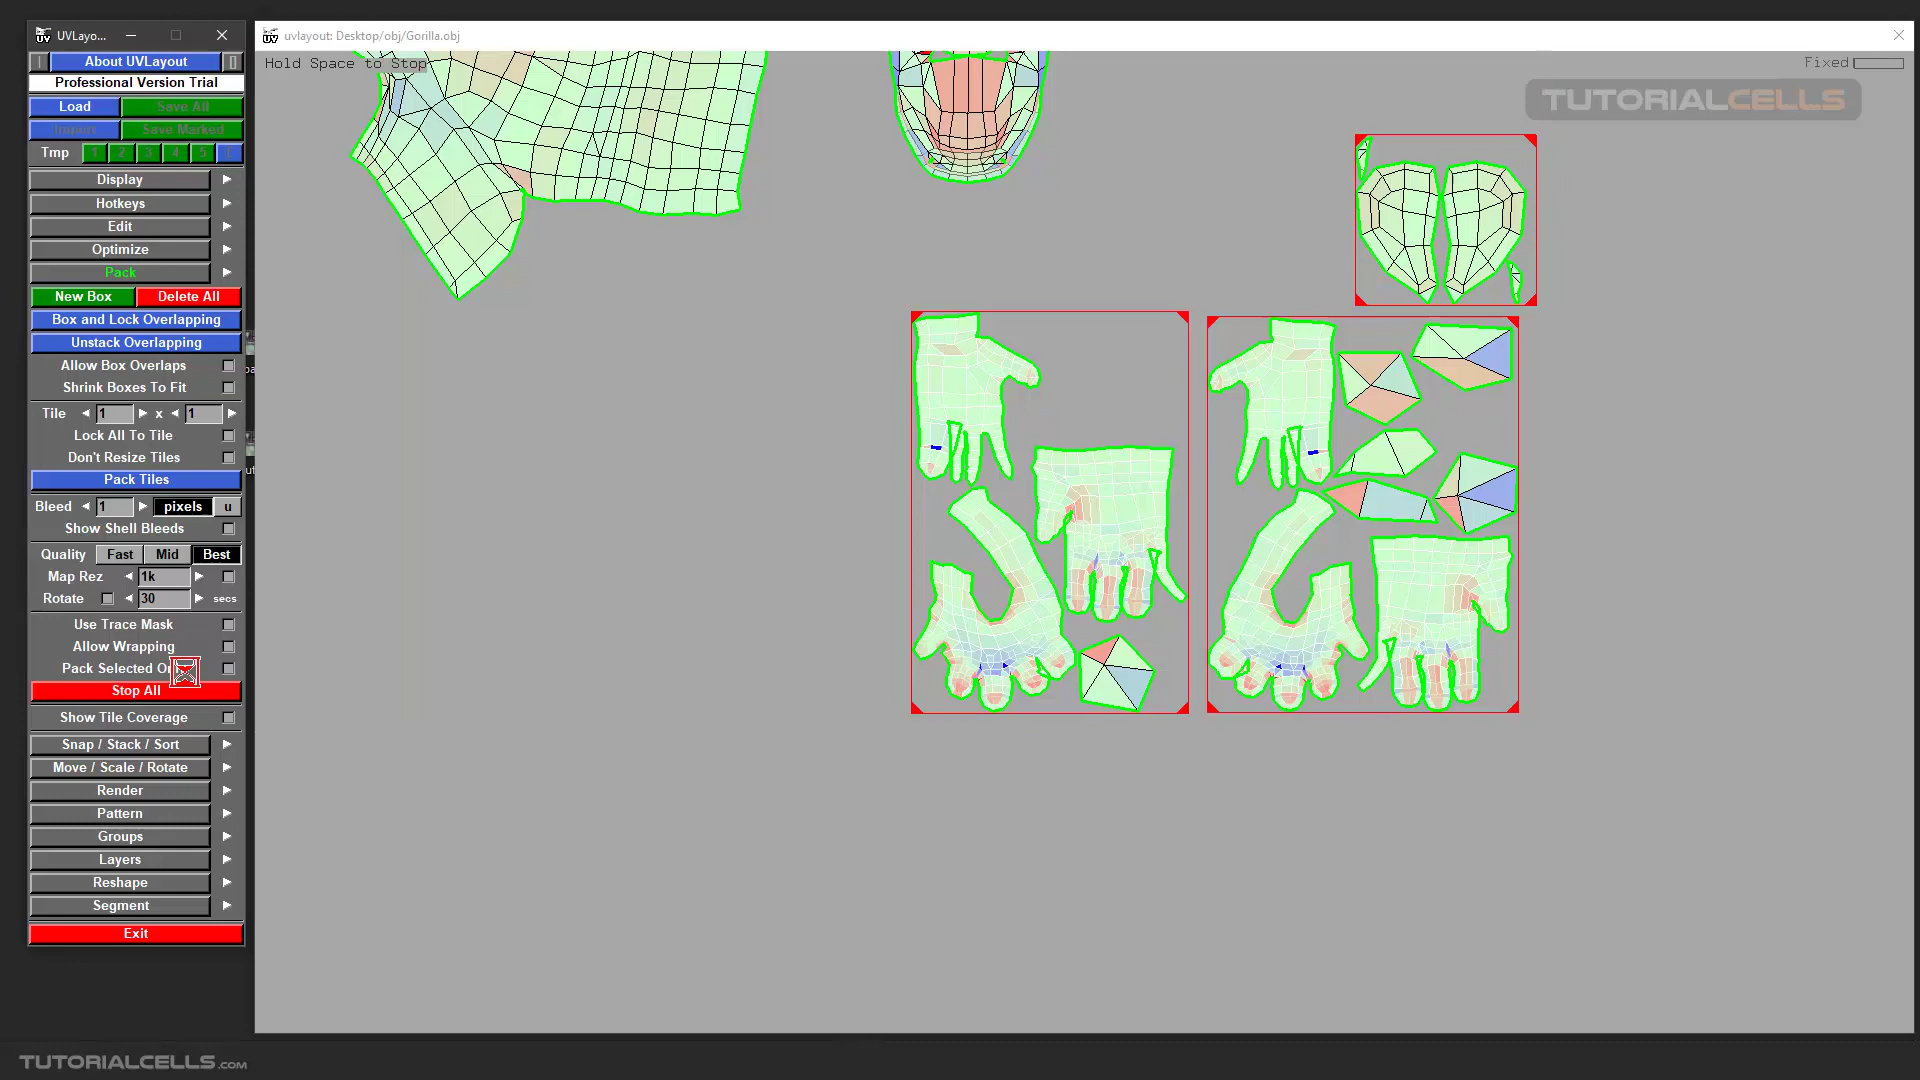 UVLayo...
About UVLayout
Professional Version Trial
Load
Save All
Save Marked
Tmp 1 2 3 4 5
Display
Hotkeys
Edit
Optimize
Pack
New Box
Delete All
Box and Lock Overlapping
Unstack Overlapping
Allow Box Overlaps
Shrink Boxes To Fit
Tile 1 x 1
Lock All To Tile
Don't Resize Tiles
Pack Tiles
Bleed 1 pixels u
Show Shell Bleeds
Quality Fast Mid Best
Map Rez 1k
Rotate 30 secs
Use Trace Mask
Allow Wrapping
Pack Selected
Stop All
Show Tile Coverage
Snap / Stack / Sort
Move / Scale / Rotate
Render
Pattern
Groups
Layers
Reshape
Segment
Exit
uvlayout: Desktop/obj/Gorilla.obj
Hold Space to Stop
Fixed
TUTORIALCELLS
TUTORIALCELLS.COM